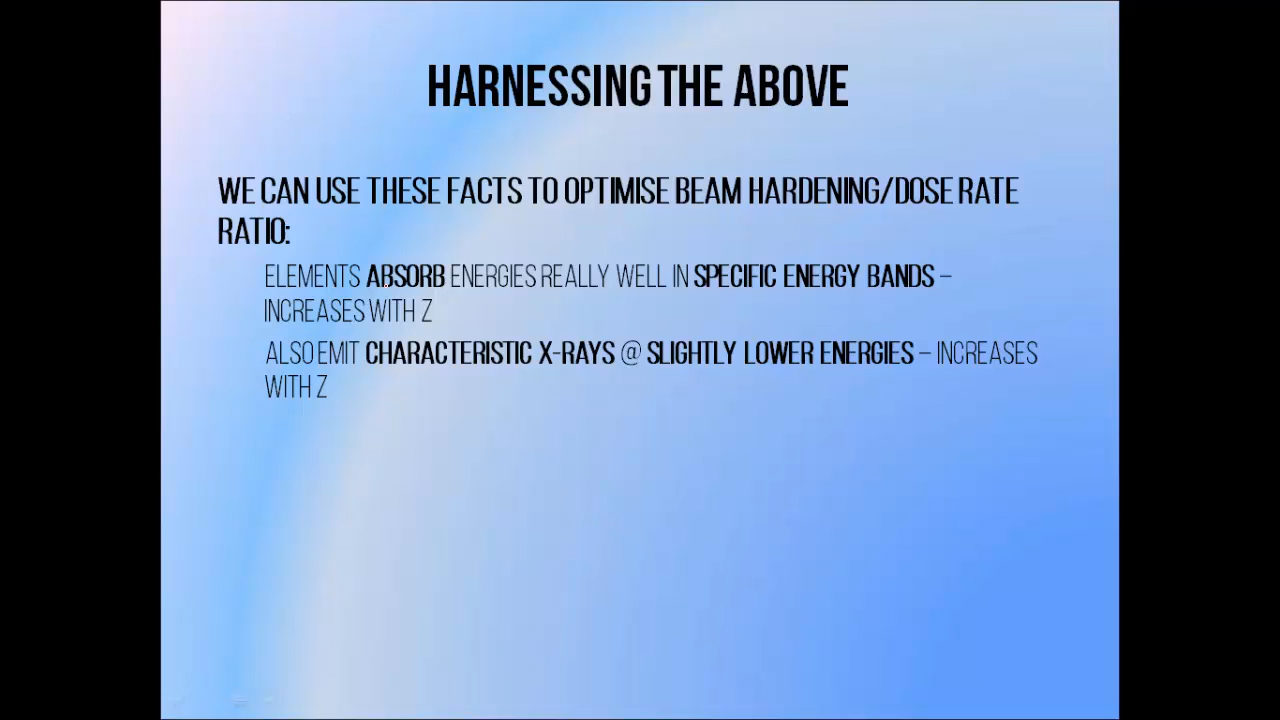 HARNESSING THE ABOVE
WE CAN USE THESE FACTS TO OPTIMISE BEAM HARDENING/DOSE RATE
RATIO:
ELEMENTS ABSORB ENERGIES REALLY WELL IN SPECIFIC ENERGY BANDS –
INCREASES WITH Z
ALSO EMIT CHARACTERISTIC X-RAYS @ SLIGHTLY LOWER ENERGIES – INCREASES
WITH Z